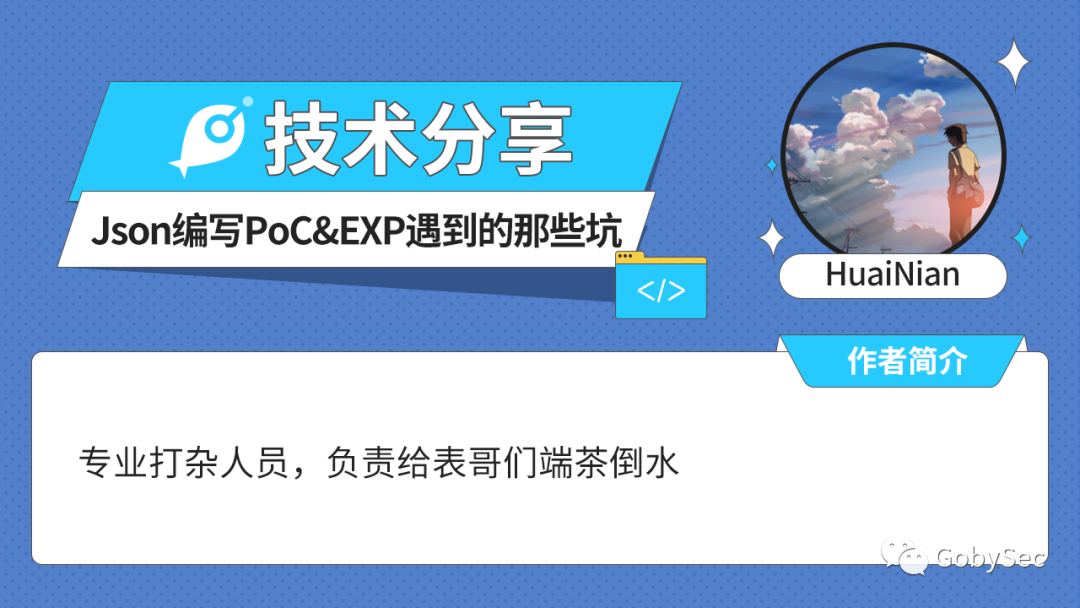 技术分享
Json编写PoC&EXP遇到的那些坑
</>
HuaiNian
作者简介
专业打杂人员，负责给表哥们端茶倒水
GobySec